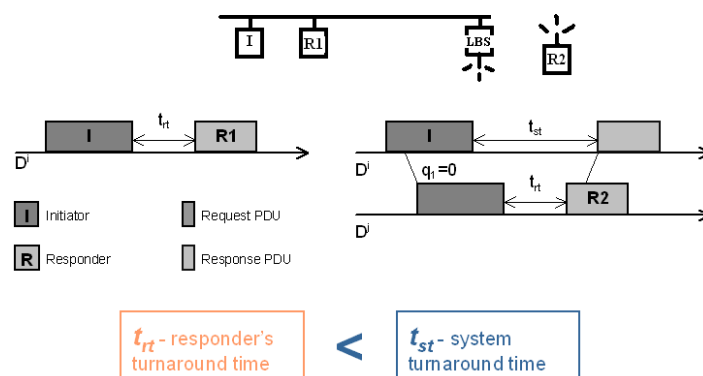 I
R1
LBS
R2
t_rt
I
R1
D^i
t_st
I
D^i
q_1=0
t_rt
R2
D^j
I Initiator
Request PDU
R Responder
Response PDU
t_rt - responder's
turnaround time
<
t_st - system
turnaround time